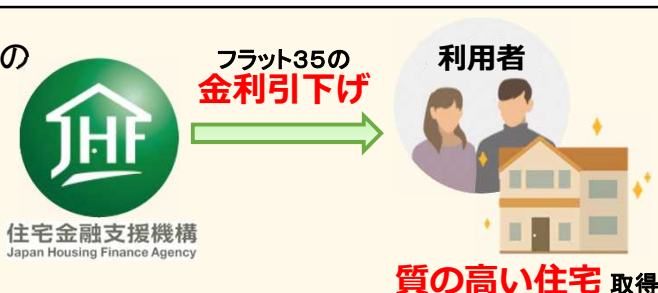 の
フラット35の
金利引下げ
利用者
JHF
住宅金融支援機構
Japan Housing Finance Agency
質の高い住宅 取得